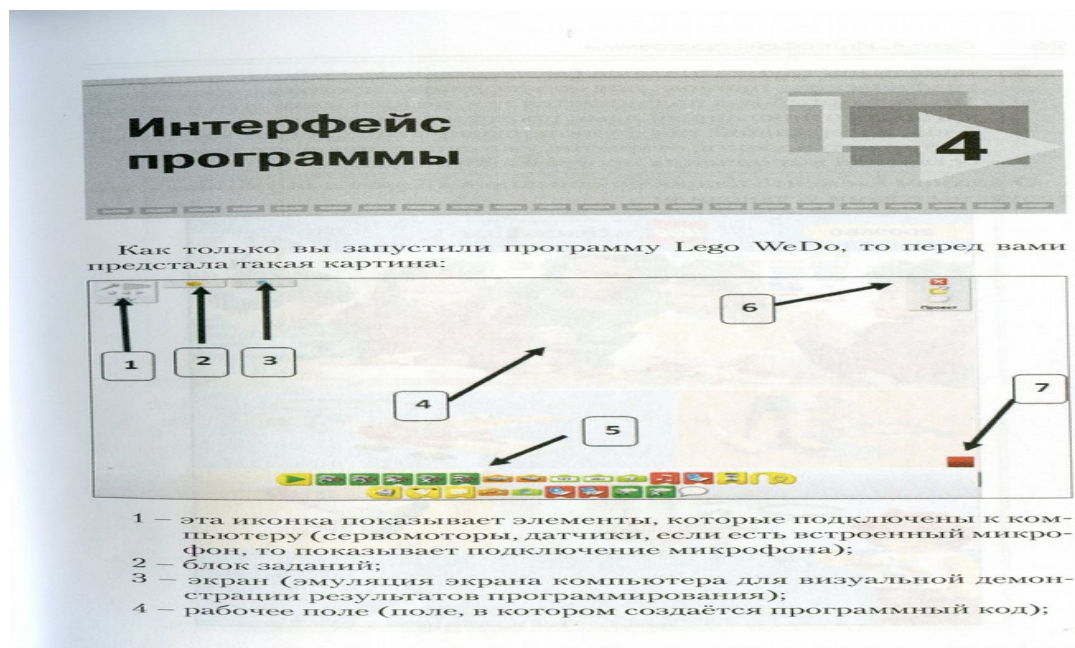 Интерфейс
программы
4
Как только вы запустили программу Lego WeDo, то перед вами
предстала такая картина:
Проект
1
2
3
4
5
6
7
1 — эта иконка показывает элементы, которые подключены к ком-
пьютеру (сервомоторы, датчики, если есть встроенный микро-
фон, то показывает подключение микрофона);
2 — блок заданий;
3 — экран (эмуляция экрана компьютера для визуальной демон-
страции результатов программирования);
4 — рабочее поле (поле, в котором создаётся программный код);